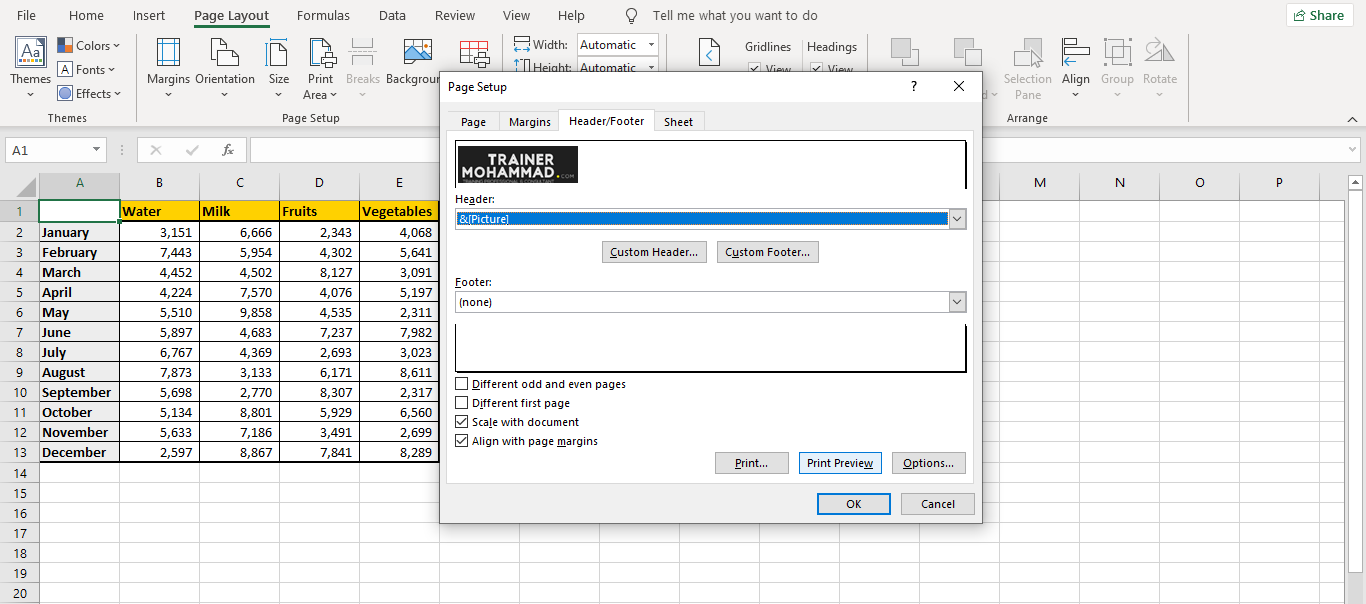 File Home Insert Page Layout Formulas Data Review View Help Tell me what you want to do Share
Themes Colors Fonts Effects Margins Orientation Size Print Area Breaks Width: Automatic Height: Automatic Gridlines View Headings View Selection Pane Align Group Rotate
Themes Page Setup Arrange
Page Setup ?
Page Margins Header/Footer Sheet
A1 fx
TRAINER
MOHAMMAD.COM
Header:
&[Picture]
Custom Header... Custom Footer...
Footer:
(none)
Different odd and even pages
Different first page
Scale with document
Align with page margins
Print... Print Preview Options...
OK Cancel
A B C D E M N O P
1 Water Milk Fruits Vegetables
2 January 3,151 6,666 2,343 4,068
3 February 7,443 5,954 4,302 5,641
4 March 4,452 4,502 8,127 3,091
5 April 4,224 7,570 4,076 5,197
6 May 5,510 9,858 4,535 2,311
7 June 5,897 4,683 7,237 7,982
8 July 6,767 4,369 2,693 3,023
9 August 7,873 3,133 6,171 8,611
10 September 5,698 2,770 8,307 2,317
11 October 5,134 8,801 5,929 6,560
12 November 5,633 7,186 3,491 2,699
13 December 2,597 8,867 7,841 8,289
14
15
16
17
18
19
20